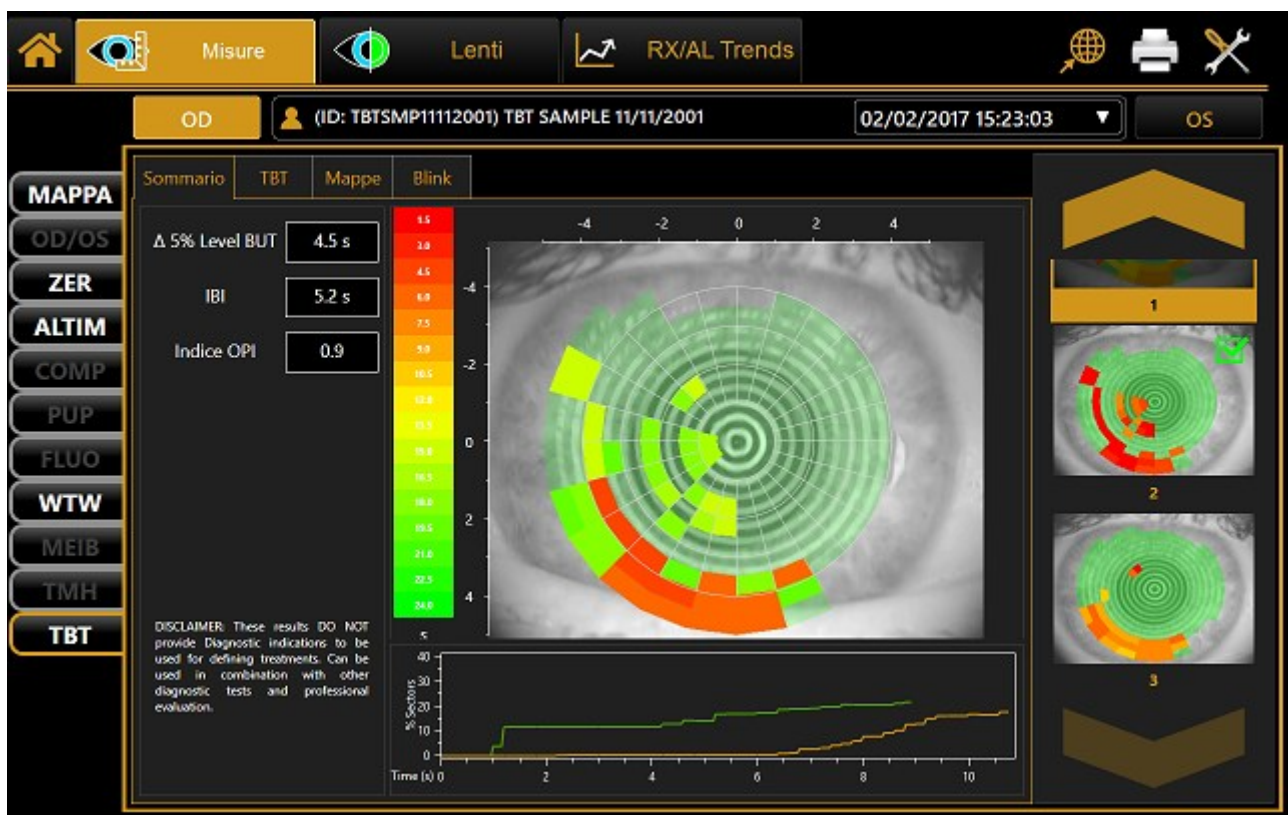 Misure
Lenti
RX/AL Trends
OD
(ID: TBTSMP11112001) TBT SAMPLE 11/11/2001
02/02/2017 15:23:03
OS
MAPPA
OD/OS
ZER
ALTIM
COMP
PUP
FLUO
WTW
MEIB
TMH
TBT
Sommario
TBT
Mappe
Blink
Δ 5% Level BUT
4.5 s
IBI
5.2 s
Indice OPI
0.9
DISCLAIMER: These results DO NOT
provide Diagnostic indications to be
used for defining treatments. Can be
used in combination with other
diagnostic tests and professional
evaluation.
1.5
3.0
4.5
6.0
7.5
9.0
10.5
12.0
13.5
15.0
16.5
18.0
19.5
21.0
22.5
24.0
s
-4 -2 0 2 4
-4
-2
0
2
4
% Sectors
40
30
20
10
0
Time (s) 0 2 4 6 8 10
1
2
3